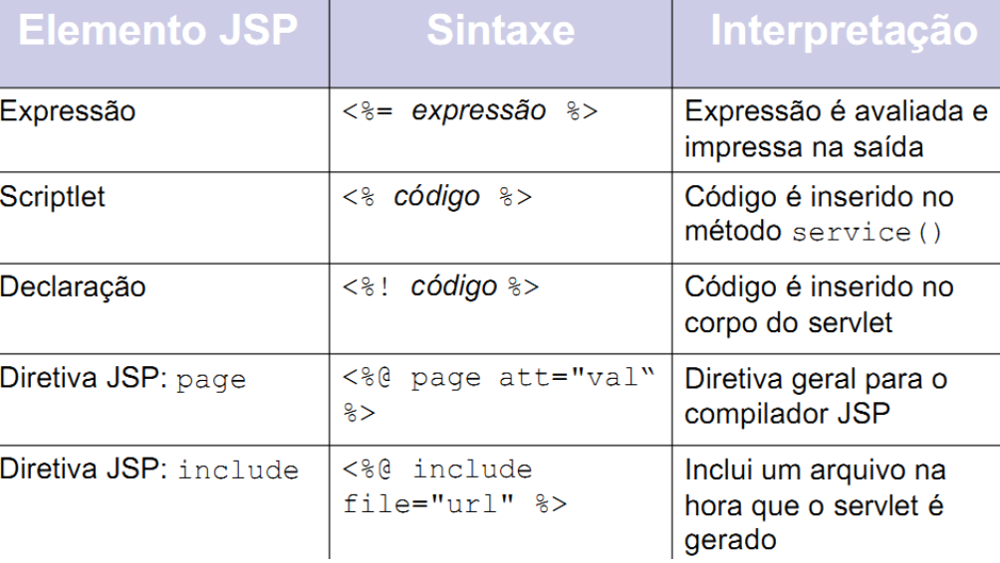 Elemento JSP Sintaxe Interpretação
Expressão <%= expressão %> Expressão é avaliada e
impressa na saída
Scriptlet <% código %> Código é inserido no
método service()
Declaração <%! código %> Código é inserido no
corpo do servlet
Diretiva JSP: page <%@ page att="val“ Diretiva geral para o
%> compilador JSP
Diretiva JSP: include <%@ include Inclui um arquivo na
file="url" %> hora que o servlet é
gerado